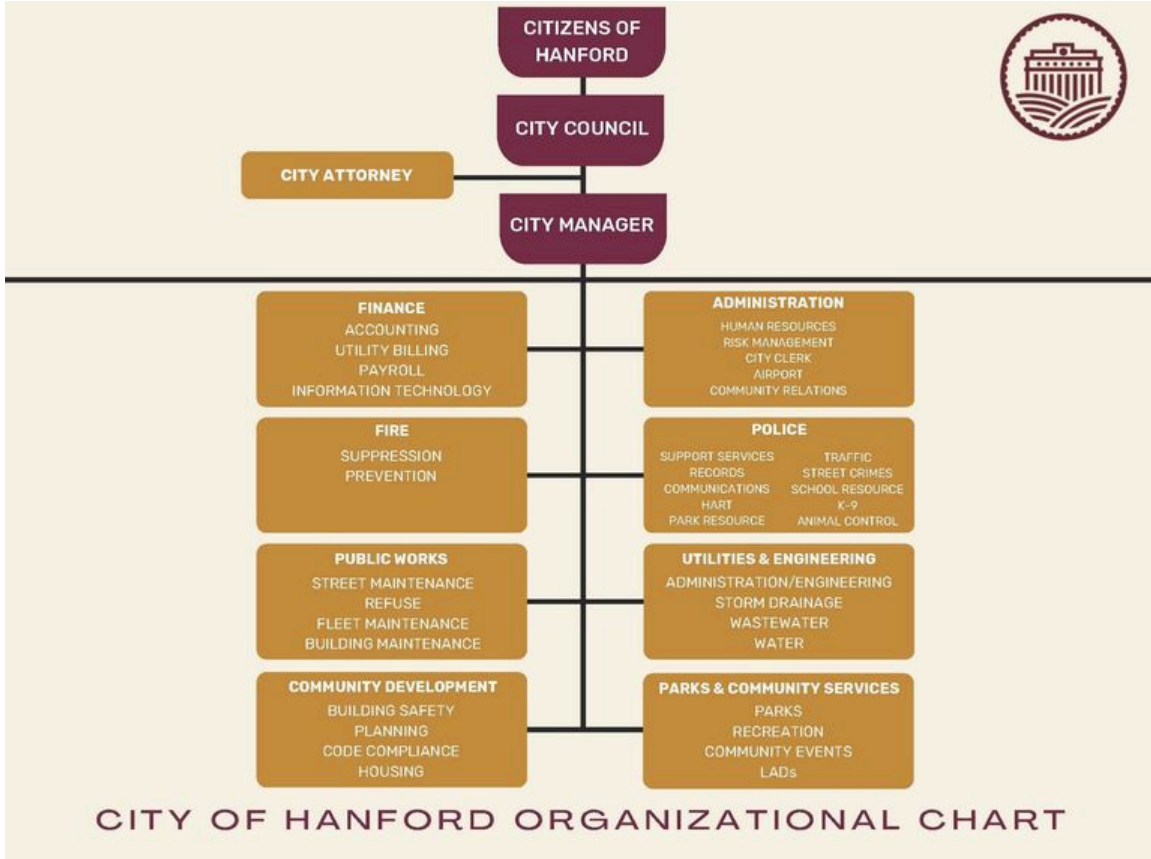 CITIZENS OF
HANFORD
CITY COUNCIL
CITY ATTORNEY
CITY MANAGER
FINANCE
ACCOUNTING
UTILITY BILLING
PAYROLL
INFORMATION TECHNOLOGY
ADMINISTRATION
HUMAN RESOURCES
RISK MANAGEMENT
CITY CLERK
AIRPORT
COMMUNITY RELATIONS
FIRE
SUPPRESSION
PREVENTION
POLICE
SUPPORT SERVICES
RECORDS
COMMUNICATIONS
HART
PARK RESOURCE
TRAFFIC
STREET CRIMES
SCHOOL RESOURCE
K-9
ANIMAL CONTROL
PUBLIC WORKS
STREET MAINTENANCE
REFUSE
FLEET MAINTENANCE
BUILDING MAINTENANCE
UTILITIES & ENGINEERING
ADMINISTRATION/ENGINEERING
STORM DRAINAGE
WASTEWATER
WATER
COMMUNITY DEVELOPMENT
BUILDING SAFETY
PLANNING
CODE COMPLIANCE
HOUSING
PARKS & COMMUNITY SERVICES
PARKS
RECREATION
COMMUNITY EVENTS
LADs
CITY OF HANFORD ORGANIZATIONAL CHART